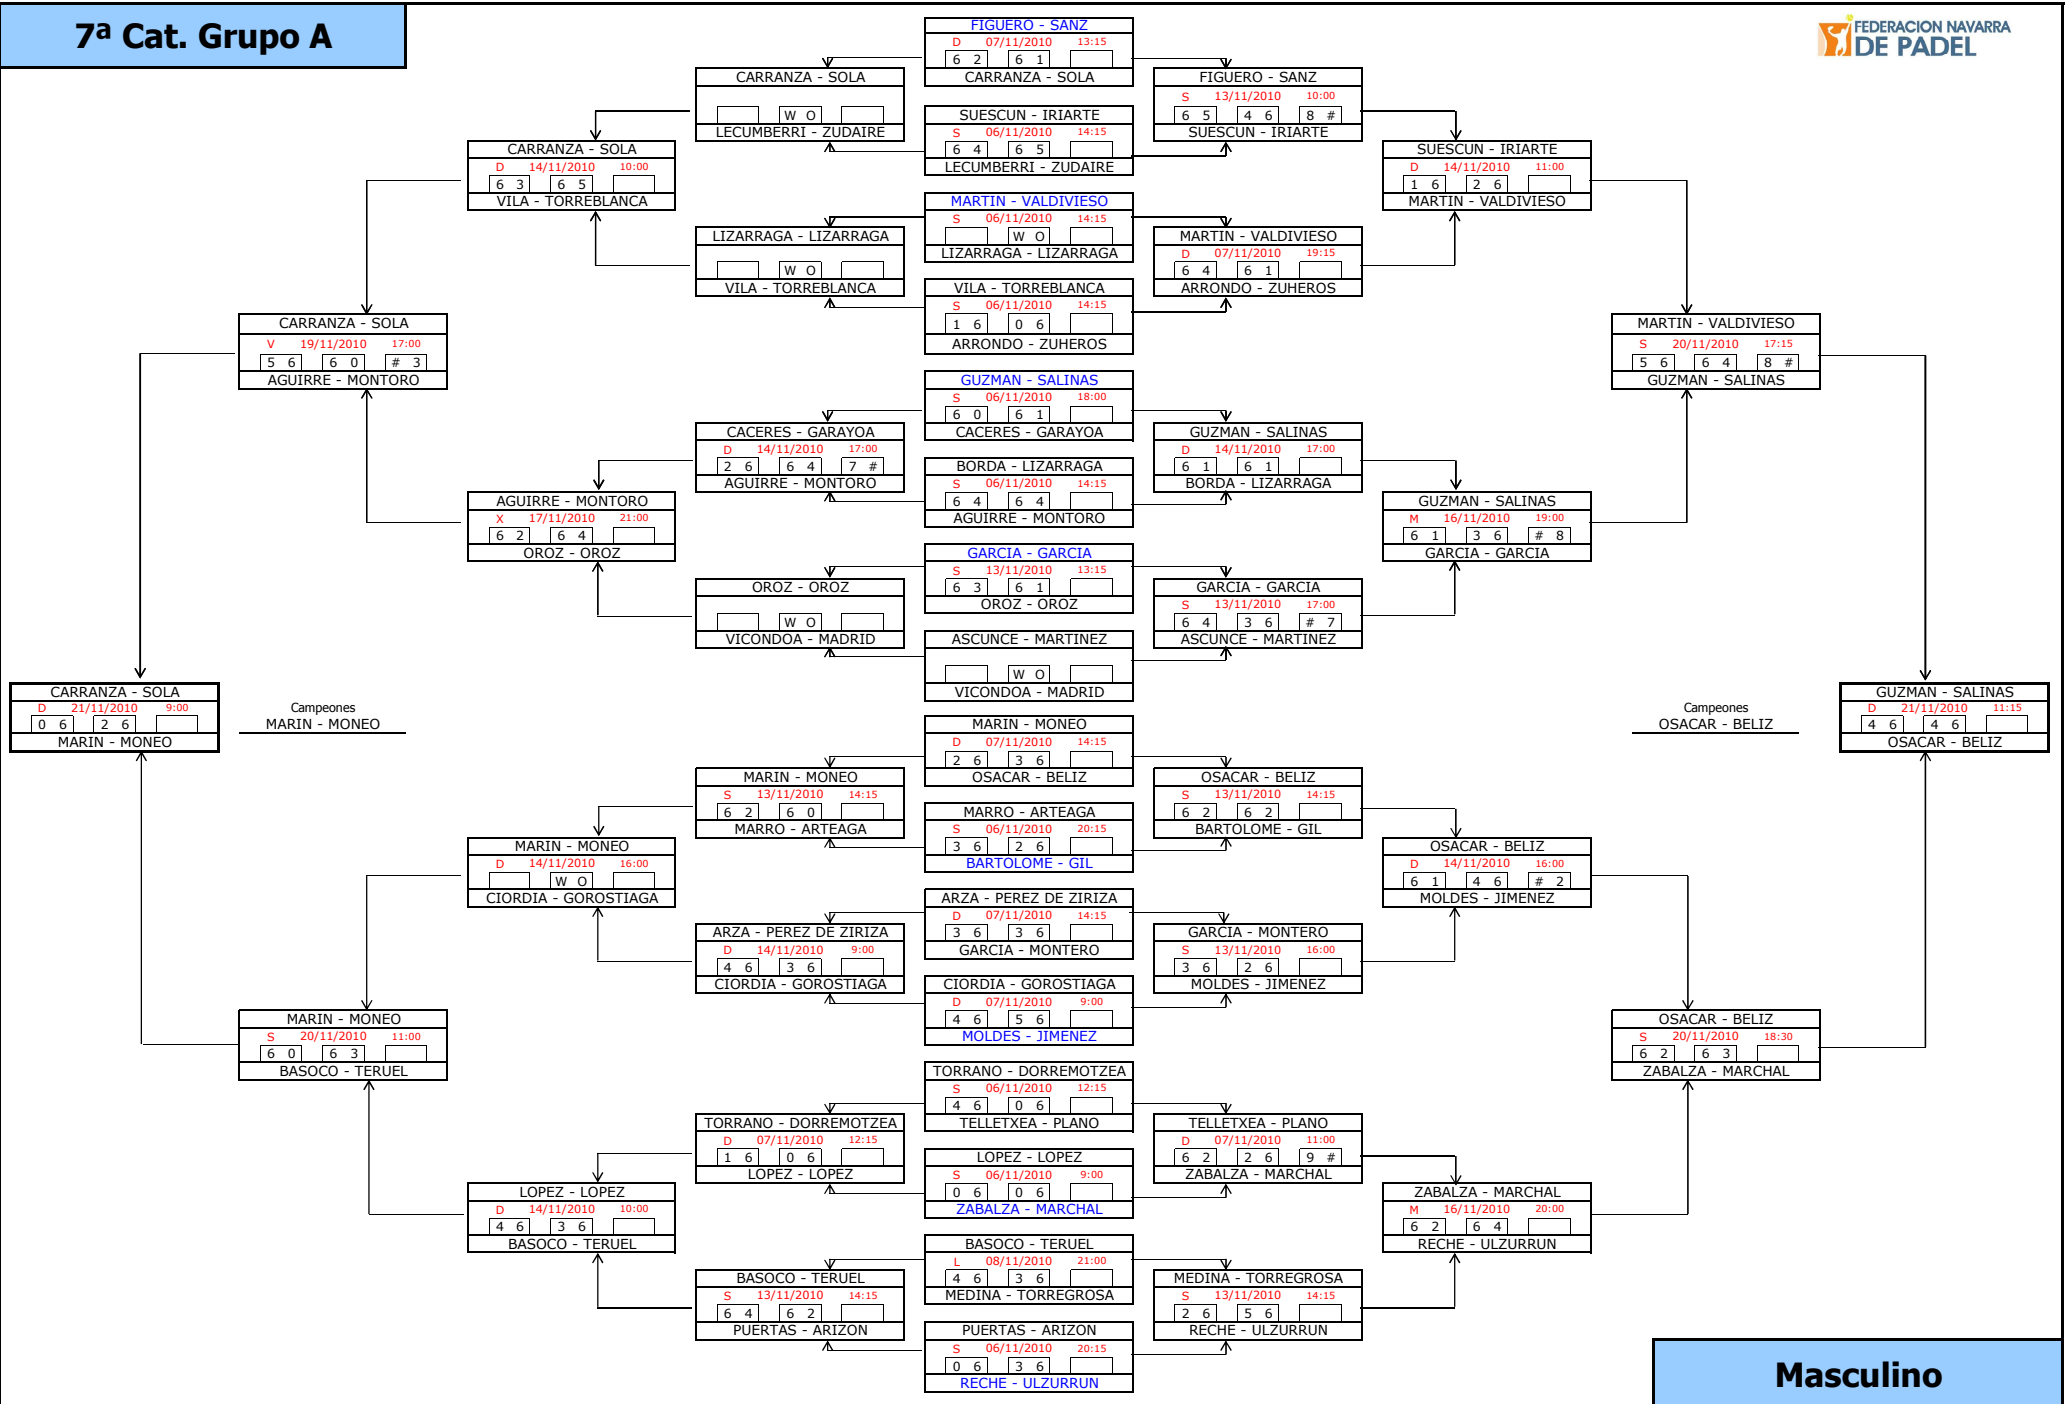 7ª Cat. Grupo A
FEDERACION NAVARRA
DE PADEL
FIGUERO - SANZ
D 07/11/2010 13:15
6 2 6 1
CARRANZA - SOLA
SUESCUN - IRIARTE
S 06/11/2010 14:15
6 4 6 5
LECUMBERRI - ZUDAIRE
MARTIN - VALDIVIESO
S 06/11/2010 14:15
W O
LIZARRAGA - LIZARRAGA
VILA - TORREBLANCA
S 06/11/2010 14:15
1 6 0 6
ARRONDO - ZUHEROS
GUZMAN - SALINAS
S 06/11/2010 18:00
6 0 6 1
CACERES - GARAYOA
BORDA - LIZARRAGA
S 06/11/2010 14:15
6 4 6 4
AGUIRRE - MONTORO
GARCIA - GARCIA
S 13/11/2010 13:15
6 3 6 1
OROZ - OROZ
ASCUNCE - MARTINEZ
W O
VICONDOA - MADRID
MARIN - MONEO
D 07/11/2010 14:15
2 6 3 6
OSACAR - BELIZ
MARRO - ARTEAGA
S 06/11/2010 20:15
3 6 2 6
BARTOLOME - GIL
ARZA - PEREZ DE ZIRIZA
D 07/11/2010 14:15
3 6 3 6
GARCIA - MONTERO
CIORDIA - GOROSTIAGA
D 07/11/2010 9:00
4 6 5 6
MOLDES - JIMENEZ
TORRANO - DORREMOTZEA
S 06/11/2010 12:15
4 6 0 6
TELLETXEA - PLANO
LOPEZ - LOPEZ
S 06/11/2010 9:00
0 6 0 6
ZABALZA - MARCHAL
BASOCO - TERUEL
L 08/11/2010 21:00
4 6 3 6
MEDINA - TORREGROSA
PUERTAS - ARIZON
S 06/11/2010 20:15
0 6 3 6
RECHE - ULZURRUN
CARRANZA - SOLA
W O
LECUMBERRI - ZUDAIRE
LIZARRAGA - LIZARRAGA
W O
VILA - TORREBLANCA
CACERES - GARAYOA
D 14/11/2010 17:00
2 6 6 4 7 #
AGUIRRE - MONTORO
OROZ - OROZ
W O
VICONDOA - MADRID
MARIN - MONEO
S 13/11/2010 14:15
6 2 6 0
MARRO - ARTEAGA
ARZA - PEREZ DE ZIRIZA
D 14/11/2010 9:00
4 6 3 6
CIORDIA - GOROSTIAGA
TORRANO - DORREMOTZEA
D 07/11/2010 12:15
1 6 0 6
LOPEZ - LOPEZ
BASOCO - TERUEL
S 13/11/2010 14:15
6 4 6 2
PUERTAS - ARIZON
CARRANZA - SOLA
D 14/11/2010 10:00
6 3 6 5
VILA - TORREBLANCA
AGUIRRE - MONTORO
X 17/11/2010 21:00
6 2 6 4
OROZ - OROZ
MARIN - MONEO
D 14/11/2010 16:00
W O
CIORDIA - GOROSTIAGA
LOPEZ - LOPEZ
D 14/11/2010 10:00
4 6 3 6
BASOCO - TERUEL
CARRANZA - SOLA
V 19/11/2010 17:00
5 6 6 0 # 3
AGUIRRE - MONTORO
MARIN - MONEO
S 20/11/2010 11:00
6 0 6 3
BASOCO - TERUEL
CARRANZA - SOLA
D 21/11/2010 9:00
0 6 2 6
MARIN - MONEO
Campeones
MARIN - MONEO
FIGUERO - SANZ
S 13/11/2010 10:00
6 5 4 6 8 #
SUESCUN - IRIARTE
MARTIN - VALDIVIESO
D 07/11/2010 19:15
6 4 6 1
ARRONDO - ZUHEROS
GUZMAN - SALINAS
D 14/11/2010 17:00
6 1 6 1
BORDA - LIZARRAGA
GARCIA - GARCIA
S 13/11/2010 17:00
6 4 3 6 # 7
ASCUNCE - MARTINEZ
OSACAR - BELIZ
S 13/11/2010 14:15
6 2 6 2
BARTOLOME - GIL
GARCIA - MONTERO
S 13/11/2010 16:00
3 6 2 6
MOLDES - JIMENEZ
TELLETXEA - PLANO
D 07/11/2010 11:00
6 2 2 6 9 #
ZABALZA - MARCHAL
MEDINA - TORREGROSA
S 13/11/2010 14:15
2 6 5 6
RECHE - ULZURRUN
SUESCUN - IRIARTE
D 14/11/2010 11:00
1 6 2 6
MARTIN - VALDIVIESO
GUZMAN - SALINAS
M 16/11/2010 19:00
6 1 3 6 # 8
GARCIA - GARCIA
OSACAR - BELIZ
D 14/11/2010 16:00
6 1 4 6 # 2
MOLDES - JIMENEZ
ZABALZA - MARCHAL
M 16/11/2010 20:00
6 2 6 4
RECHE - ULZURRUN
MARTIN - VALDIVIESO
S 20/11/2010 17:15
5 6 6 4 8 #
GUZMAN - SALINAS
OSACAR - BELIZ
S 20/11/2010 18:30
6 2 6 3
ZABALZA - MARCHAL
Campeones
OSACAR - BELIZ
GUZMAN - SALINAS
D 21/11/2010 11:15
4 6 4 6
OSACAR - BELIZ
Masculino